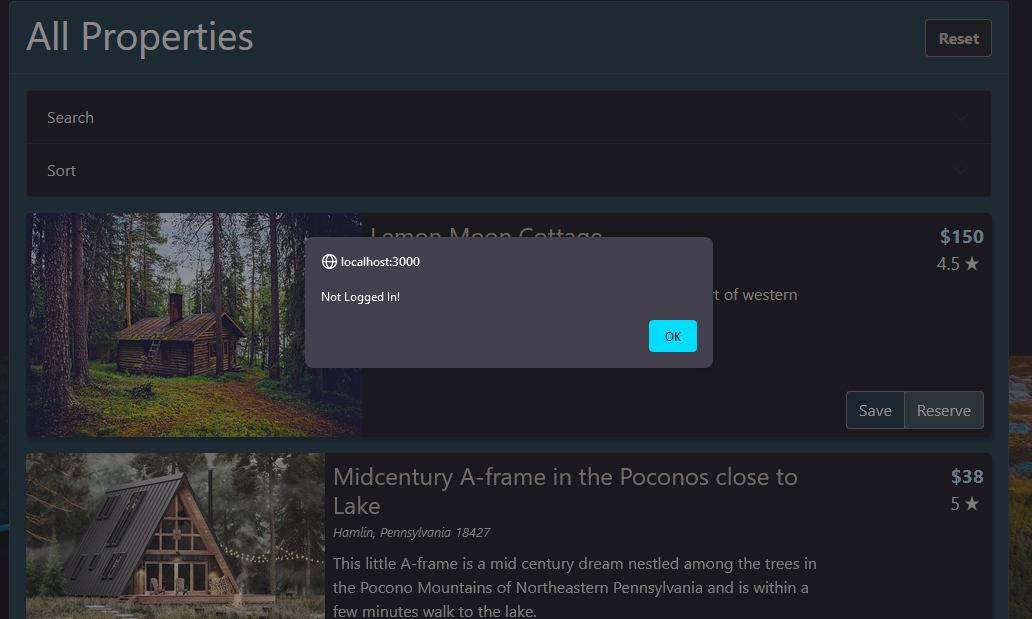 All Properties
Reset
Search
Sort
Lemon Moon Cottage
$150
4.5 ★
localhost:3000
Not Logged In!
rt of western
OK
Save
Reserve
Midcentury A-frame in the Poconos close to
Lake
$38
5 ★
Hamlin, Pennsylvania 18427
This little A-frame is a mid century dream nestled among the trees in
the Pocono Mountains of Northeastern Pennsylvania and is within a
few minutes walk to the lake.